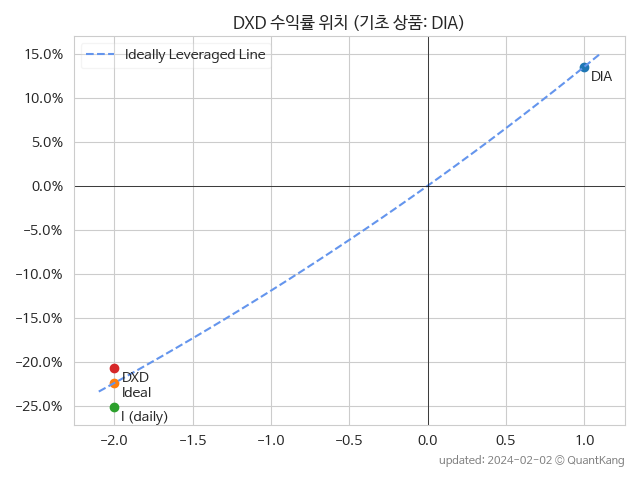 DXD 수익률 위치 (기초 상품: DIA)
15.0%
10.0%
5.0%
0.0%
−5.0%
−10.0%
−15.0%
−20.0%
−25.0%
Ideally Leveraged Line
DIA
DXD
Ideal
I (daily)
−2.0 −1.5 −1.0 −0.5 0.0 0.5 1.0
updated: 2024-02-02 © QuantKang